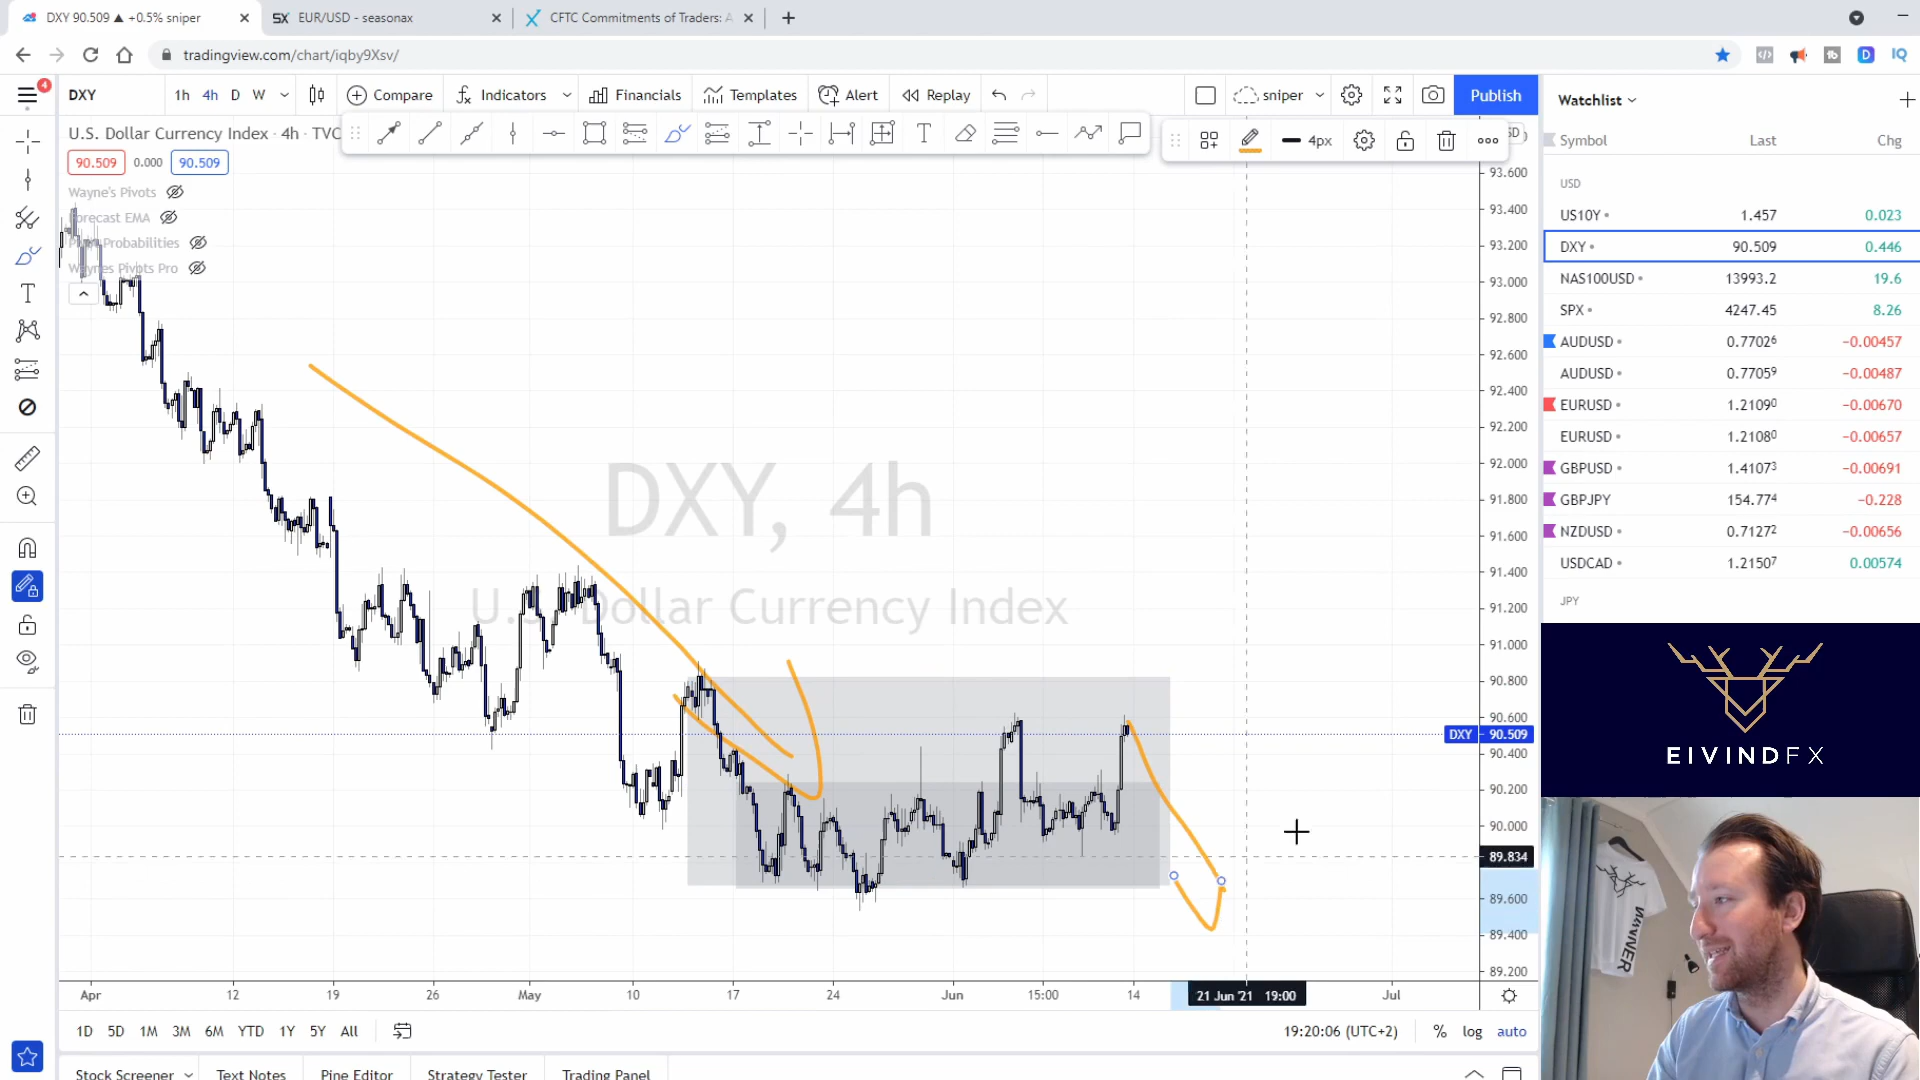 DXY 90.509 ▲ +0.5% sniper
EUR/USD - seasonax
CFTC Commitments of Traders:
tradingview.com/chart/iqby9Xsv/
4
DXY
1h 4h D W
Compare
Indicators
Financials
Templates
Alert
Replay
sniper
Publish
Watchlist
U.S. Dollar Currency Index · 4h · TVC
4px
90.509 0.000 90.509
Wayne's Pivots
Forecast EMA
Probabilities
Waynes Pivots Pro
DXY, 4h
U.S. Dollar Currency Index
93.600
93.400
93.200
93.000
92.800
92.600
92.400
92.200
92.000
91.800
91.600
91.400
91.200
91.000
90.800
90.600
DXY 90.509
90.400
90.200
90.000
89.834
89.600
89.400
89.200
Apr 12 19 26 May 10 17 24 Jun 15:00 14 21 Jun '21 19:00 Jul
1D 5D 1M 3M 6M YTD 1Y 5Y All
19:20:06 (UTC+2) % log auto
Stock Screener Text Notes Pine Editor Strategy Tester Trading Panel
Symbol Last Chg
USD
US10Y 1.457 0.023
DXY 90.509 0.446
NAS100USD 13993.2 19.6
SPX 4247.45 8.26
AUDUSD 0.77026 −0.00457
AUDUSD 0.77059 −0.00487
EURUSD 1.21090 −0.00670
EURUSD 1.21080 −0.00657
GBPUSD 1.41073 −0.00691
GBPJPY 154.774 −0.228
NZDUSD 0.71272 −0.00656
USDCAD 1.21507 0.00574
JPY
EIVINDFX
WINNER